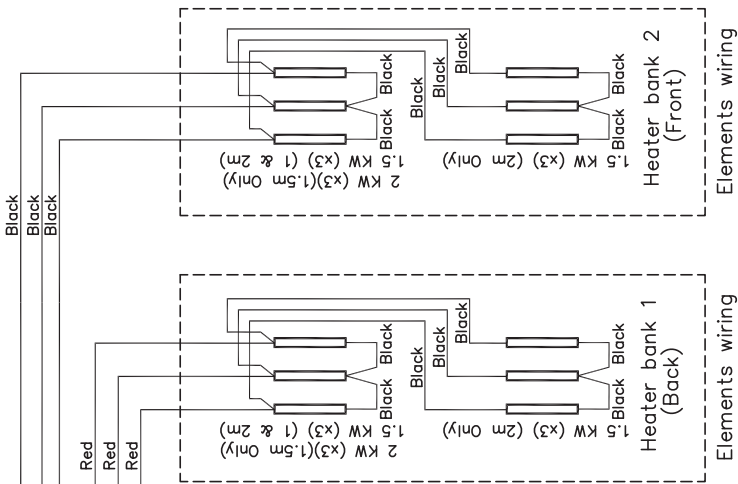 Black
Black
Black
Black
Black
Black
Black
Black
Black
Black
1.5 KW (x3) (1 & 2m)
2 KW (x3)(1.5m Only)
1.5 KW (x3) (2m Only)
Heater bank 2
(Front)
Elements wiring
Red
Red
Red
Black
Black
Black
Black
Black
Black
Black
1.5 KW (x3) (1 & 2m)
2 KW (x3)(1.5m Only)
1.5 KW (x3) (2m Only)
Heater bank 1
(Back)
Elements wiring